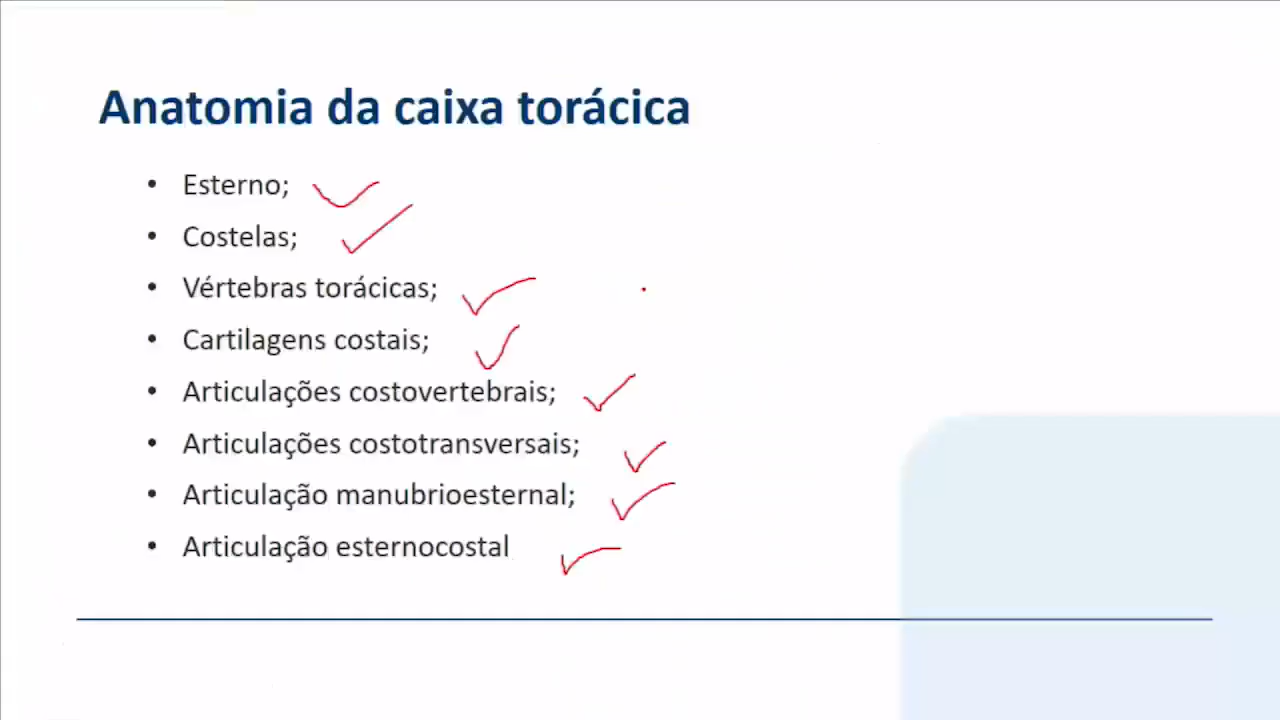 Anatomia da caixa torácica
• Esterno;
• Costelas;
• Vértebras torácicas;
• Cartilagens costais;
• Articulações costovertebrais;
• Articulações costotransversais;
• Articulação manubrioesternal;
• Articulação esternocostal